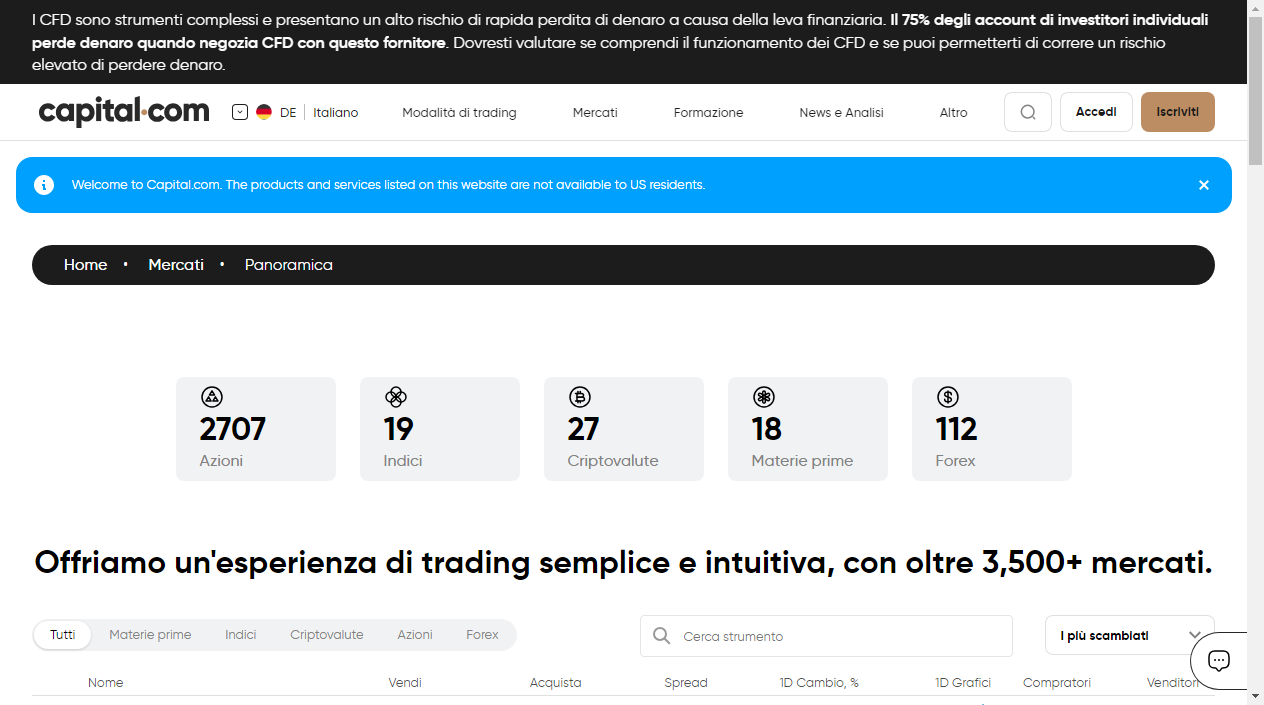 I CFD sono strumenti complessi e presentano un alto rischio di rapida perdita di denaro a causa della leva finanziaria. Il 75% degli account di investitori individuali
perde denaro quando negozia CFD con questo fornitore. Dovresti valutare se comprendi il funzionamento dei CFD e se puoi permetterti di correre un rischio
elevato di perdere denaro.
capital.com DE Italiano Modalità di trading Mercati Formazione News e Analisi Altro Accedi Iscriviti
Welcome to Capital.com. The products and services listed on this website are not available to US residents.
Home • Mercati • Panoramica
2707 19 27 18 112
Azioni Indici Criptovalute Materie prime Forex
Offriamo un'esperienza di trading semplice e intuitiva, con oltre 3,500+ mercati.
Tutti Materie prime Indici Criptovalute Azioni Forex Cerca strumento I più scambiati
Nome Vendi Acquista Spread 1D Cambio, % 1D Grafici Compratori Venditori